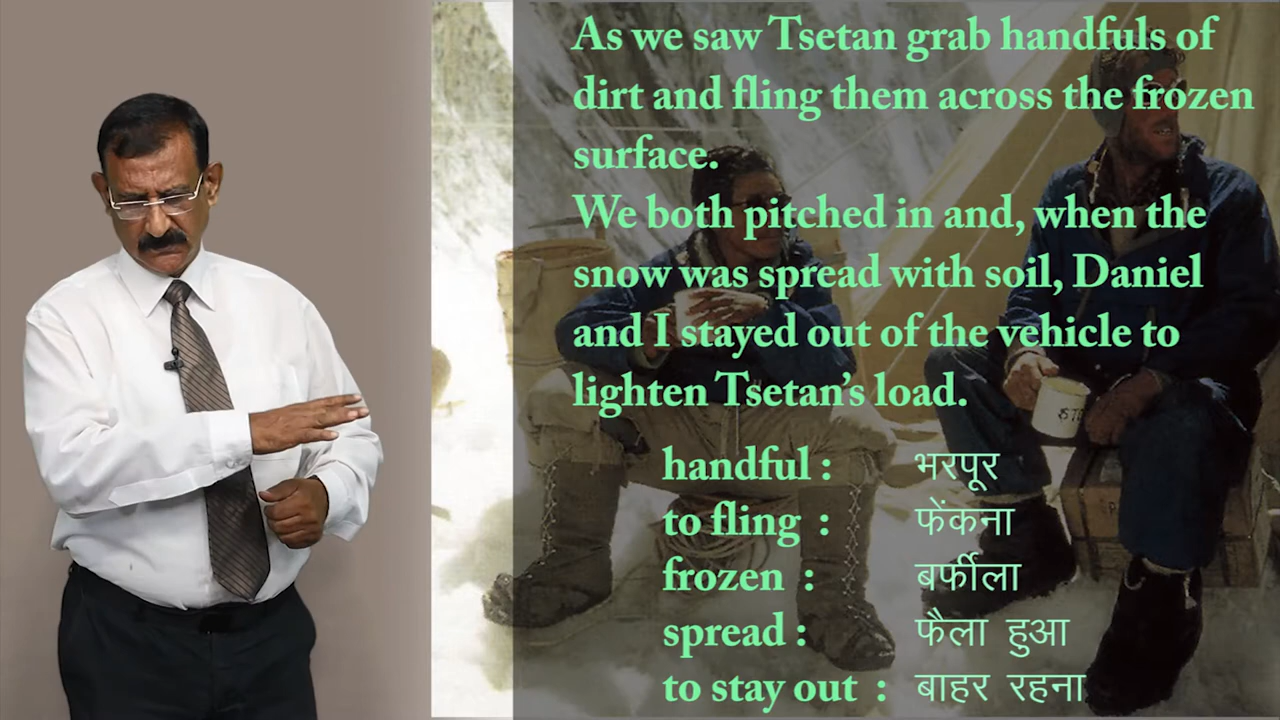 As we saw Tsetan grab handfuls of
dirt and fling them across the frozen
surface.
We both pitched in and, when the
snow was spread with soil, Daniel
and I stayed out of the vehicle to
lighten Tsetan’s load.
handful : भरपूर
to fling : फेंकना
frozen : बर्फीला
spread : फैला हुआ
to stay out : बाहर रहना